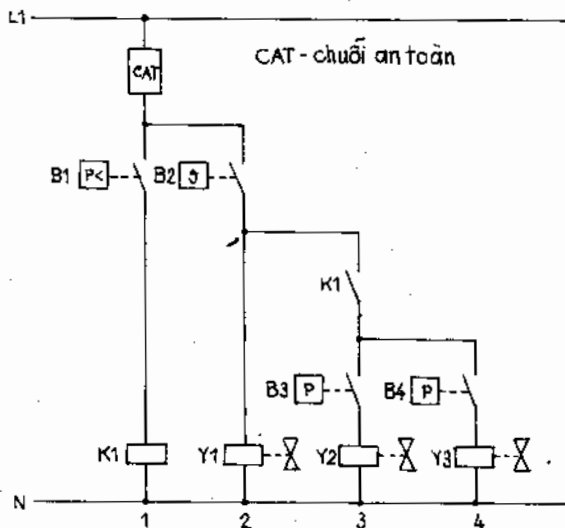 L1
CAT - chuỗi an toàn
CAT
B1 P< B2 ϑ
K1
B3 P B4 P
K1 Y1 Y2 Y3
N
1 2 3 4